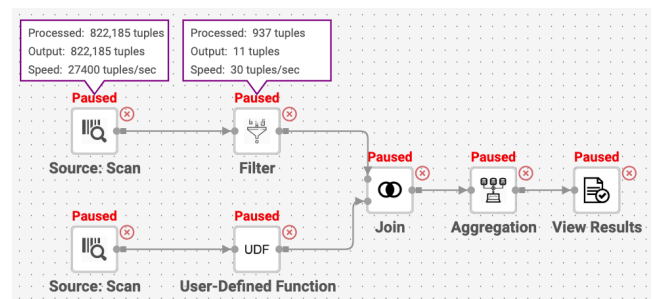 Processed: 822,185 tuples
Output: 822,185 tuples
Speed: 27400 tuples/sec
Processed: 937 tuples
Output: 11 tuples
Speed: 30 tuples/sec
Paused
Paused
Source: Scan
Filter
Paused
Paused
Paused
Join
Aggregation
View Results
Paused
Paused
UDF
Source: Scan
User-Defined Function